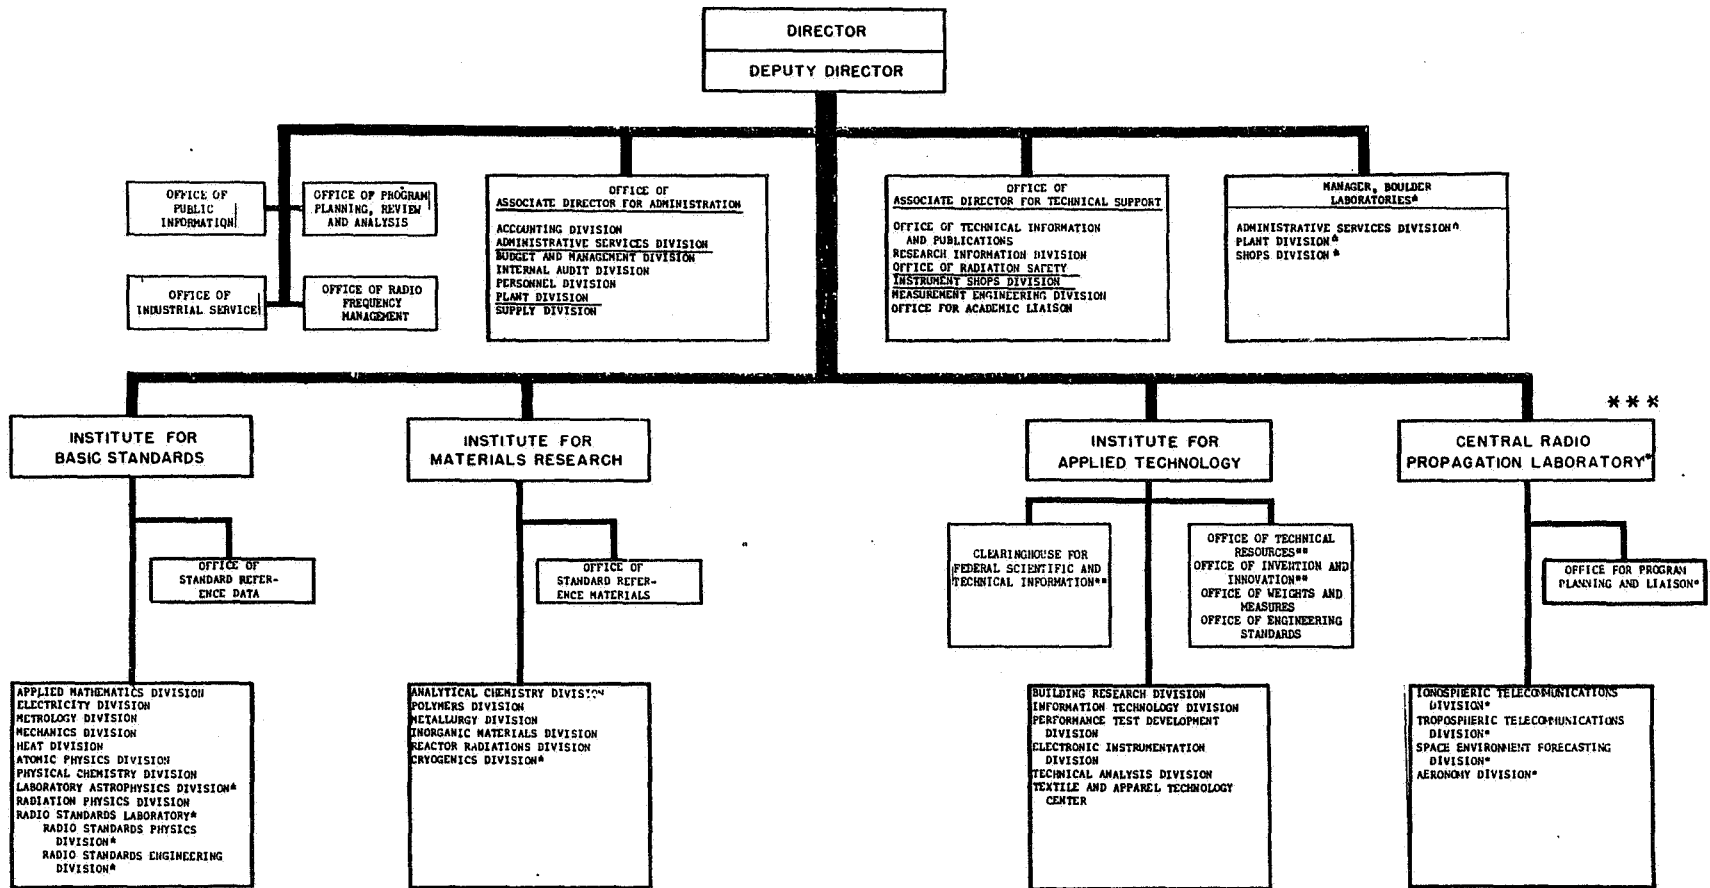 DIRECTOR
DEPUTY DIRECTOR
OFFICE OF
PUBLIC
INFORMATION
OFFICE OF PROGRAM
PLANNING, REVIEW
AND ANALYSIS
OFFICE OF
INDUSTRIAL SERVICE
OFFICE OF RADIO
FREQUENCY
MANAGEMENT
OFFICE OF
ASSOCIATE DIRECTOR FOR ADMINISTRATION
ACCOUNTING DIVISION
ADMINISTRATIVE SERVICES DIVISION
BUDGET AND MANAGEMENT DIVISION
INTERNAL AUDIT DIVISION
PERSONNEL DIVISION
PLANT DIVISION
SUPPLY DIVISION
OFFICE OF
ASSOCIATE DIRECTOR FOR TECHNICAL SUPPORT
OFFICE OF TECHNICAL INFORMATION
AND PUBLICATIONS
RESEARCH INFORMATION DIVISION
OFFICE OF RADIATION SAFETY
INSTRUMENT SHOPS DIVISION
MEASUREMENT ENGINEERING DIVISION
OFFICE FOR ACADEMIC LIAISON
MANAGER, BOULDER
LABORATORIES*
ADMINISTRATIVE SERVICES DIVISION*
PLANT DIVISION*
SHOPS DIVISION*
INSTITUTE FOR
BASIC STANDARDS
OFFICE OF
STANDARD REFER-
ENCE DATA
APPLIED MATHEMATICS DIVISION
ELECTRICITY DIVISION
METROLOGY DIVISION
MECHANICS DIVISION
HEAT DIVISION
ATOMIC PHYSICS DIVISION
PHYSICAL CHEMISTRY DIVISION
LABORATORY ASTROPHYSICS DIVISION*
RADIATION PHYSICS DIVISION
RADIO STANDARDS LABORATORY*
RADIO STANDARDS PHYSICS
DIVISION*
RADIO STANDARDS ENGINEERING
DIVISION*
INSTITUTE FOR
MATERIALS RESEARCH
OFFICE OF
STANDARD REFER-
ENCE MATERIALS
ANALYTICAL CHEMISTRY DIVISION
POLYMERS DIVISION
METALLURGY DIVISION
INORGANIC MATERIALS DIVISION
REACTOR RADIATIONS DIVISION
CRYOGENICS DIVISION*
INSTITUTE FOR
APPLIED TECHNOLOGY
CLEARINGHOUSE FOR
FEDERAL SCIENTIFIC AND
TECHNICAL INFORMATION**
OFFICE OF TECHNICAL
RESOURCES**
OFFICE OF INVENTION AND
INNOVATION**
OFFICE OF WEIGHTS AND
MEASURES
OFFICE OF ENGINEERING
STANDARDS
BUILDING RESEARCH DIVISION
INFORMATION TECHNOLOGY DIVISION
PERFORMANCE TEST DEVELOPMENT
DIVISION
ELECTRONIC INSTRUMENTATION
DIVISION
TECHNICAL ANALYSIS DIVISION
TEXTILE AND APPAREL TECHNOLOGY
CENTER
***
CENTRAL RADIO
PROPAGATION LABORATORY*
OFFICE FOR PROGRAM
PLANNING AND LIAISON*
IONOSPHERIC TELECOMMUNICATIONS
DIVISION*
TROPOSPHERIC TELECOMMUNICATIONS
DIVISION*
SPACE ENVIRONMENT FORECASTING
DIVISION*
AERONOMY DIVISION*